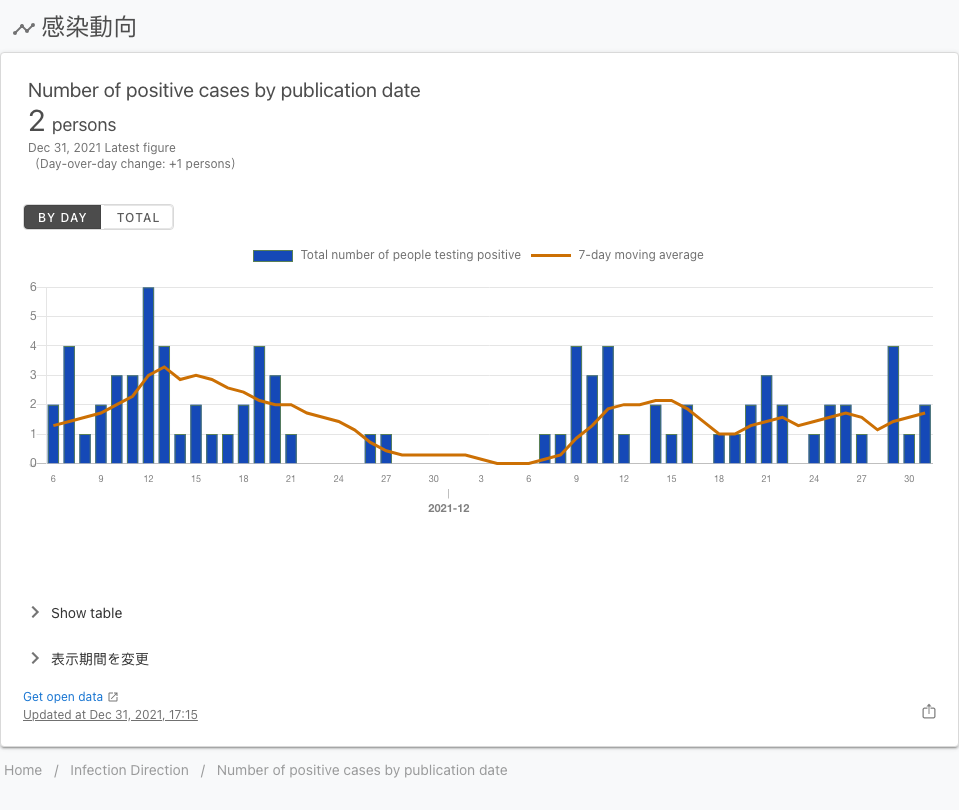 感染動向
Number of positive cases by publication date
2 persons
Dec 31, 2021 Latest figure
(Day-over-day change: +1 persons)
BY DAY TOTAL
Total number of people testing positive 7-day moving average
6
5
4
3
2
1
0
6 9 12 15 18 21 24 27 30 3 6 9 12 15 18 21 24 27 30
2021-12
Show table
表示期間を変更
Get open data
Updated at Dec 31, 2021, 17:15
Home / Infection Direction / Number of positive cases by publication date